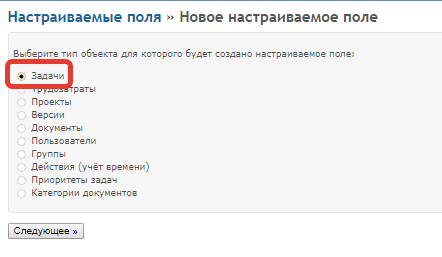 Настраиваемые поля » Новое настраиваемое поле
Выберите тип объекта для которого будет создано настраиваемое поле:
Задачи
Трудозатраты
Проекты
Версии
Документы
Пользователи
Группы
Действия (учёт времени)
Приоритеты задач
Категории документов
Следующее »